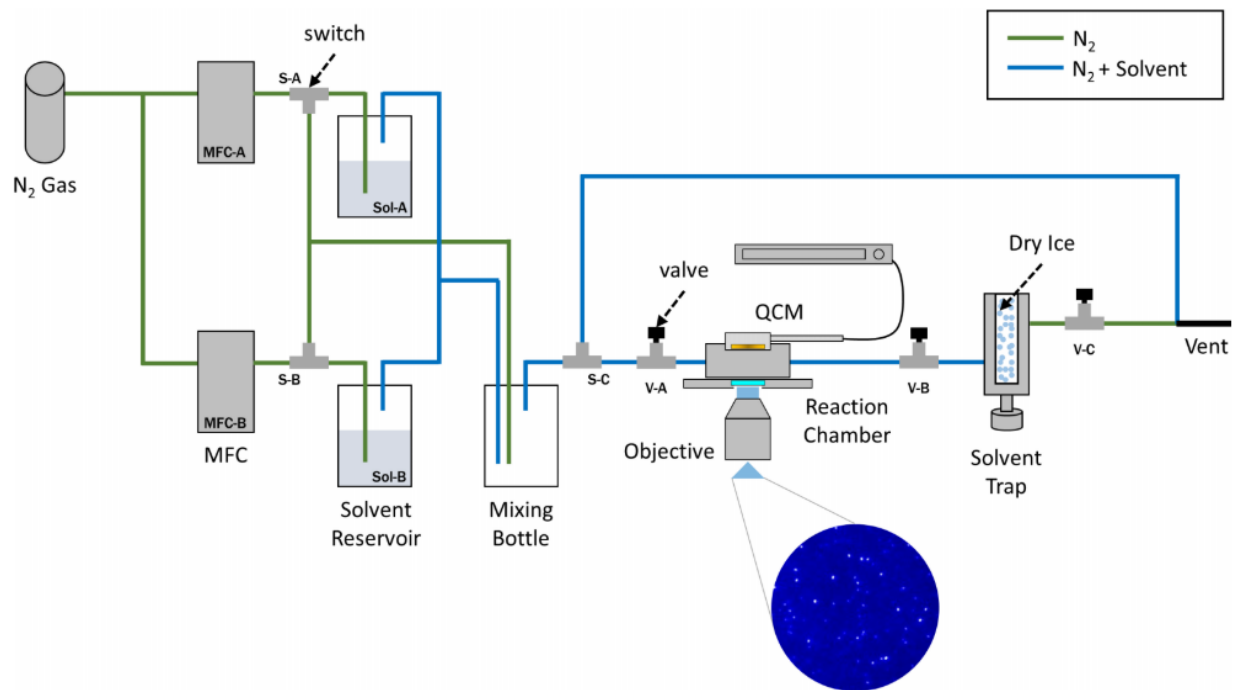 switch
S-A
N₂
N₂ + Solvent
MFC-A
N₂ Gas
Sol-A
Dry Ice
valve
QCM
S-B
S-C
V-A
V-B
V-C
Vent
MFC-B
MFC
Sol-B
Reaction
Chamber
Objective
Solvent
Trap
Solvent
Reservoir
Mixing
Bottle